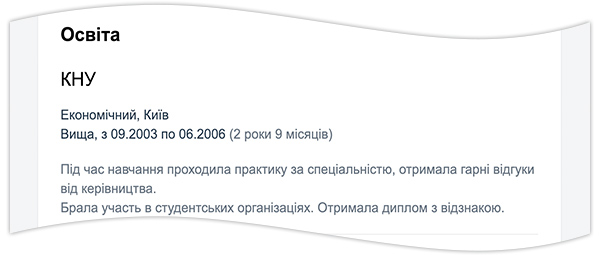 Освіта
КНУ
Економічний, Київ
Вища, з 09.2003 по 06.2006 (2 роки 9 місяців)
Під час навчання проходила практику за спеціальністю, отримала гарні відгуки
від керівництва.
Брала участь в студентських організаціях. Отримала диплом з відзнакою.